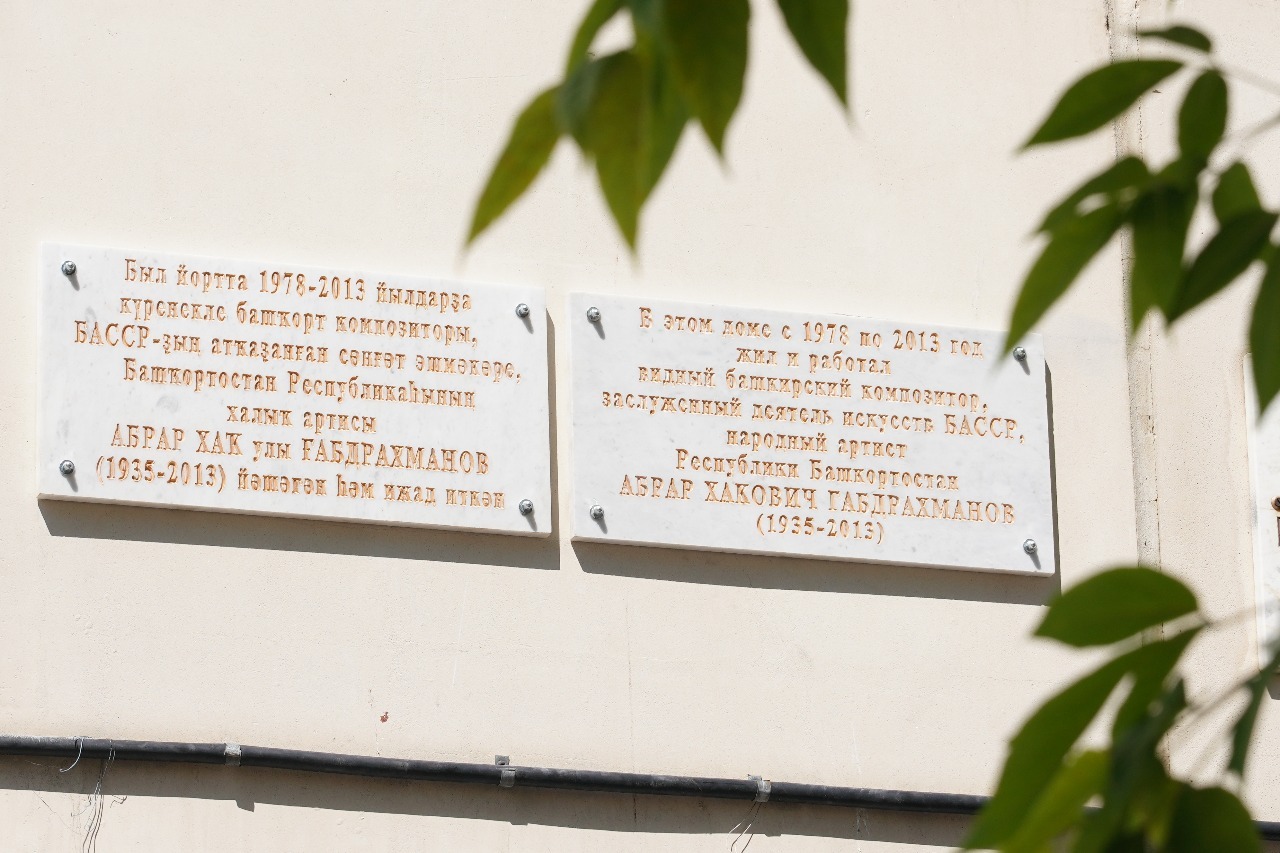 Был йортта 1978-2013 йылдарҙа
күренекле башҡорт композиторы,
БАССР-ҙың атҡаҙанған сәнғәт эшмәкәре,
Башҡортостан Республикаһының
халыҡ артисы
АБРАР ХАҠ улы ҒАБДРАХМАНОВ
(1935-2013) йәшәгән һәм ижад иткән
В этом доме с 1978 по 2013 год
жил и работал
видный башкирский композитор,
заслуженный деятель искусств БАССР,
народный артист
Республики Башкортостан
АБРАР ХАКОВИЧ ГАБДРАХМАНОВ
(1935-2013)